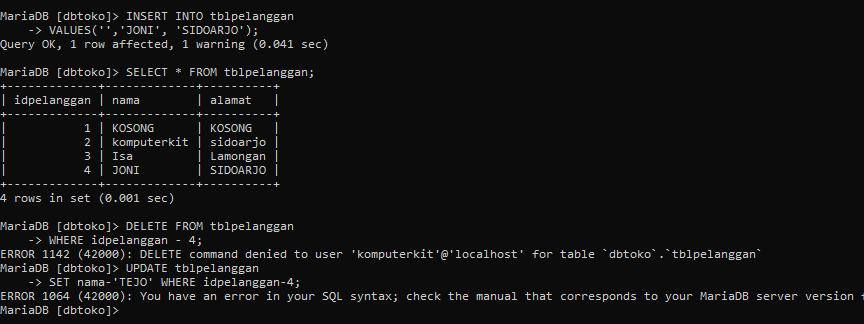 MariaDB [dbtoko]> INSERT INTO tblpelanggan
    -> VALUES('','JONI', 'SIDOARJO');
Query OK, 1 row affected, 1 warning (0.041 sec)
MariaDB [dbtoko]> SELECT * FROM tblpelanggan;
+-------------+-------------+----------+
| idpelanggan | nama        | alamat   |
+-------------+-------------+----------+
|           1 | KOSONG      | KOSONG   |
|           2 | komputerkit | sidoarjo |
|           3 | Isa         | Lamongan |
|           4 | JONI        | SIDOARJO |
+-------------+-------------+----------+
4 rows in set (0.001 sec)
MariaDB [dbtoko]> DELETE FROM tblpelanggan
    -> WHERE idpelanggan - 4;
ERROR 1142 (42000): DELETE command denied to user 'komputerkit'@'localhost' for table `dbtoko`.`tblpelanggan`
MariaDB [dbtoko]> UPDATE tblpelanggan
    -> SET nama-'TEJO' WHERE idpelanggan-4;
ERROR 1064 (42000): You have an error in your SQL syntax; check the manual that corresponds to your MariaDB server version
MariaDB [dbtoko]>